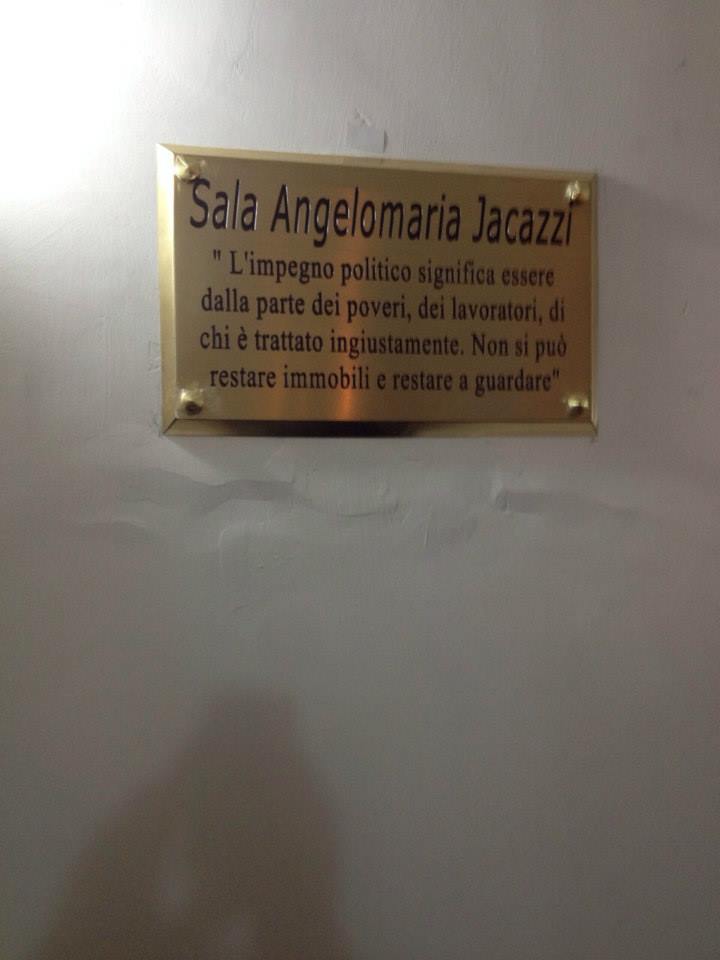 Sala Angelomaria Jacazzi
" L'impegno politico significa essere
dalla parte dei poveri, dei lavoratori, di
chi è trattato ingiustamente. Non si può
restare immobili e restare a guardare"